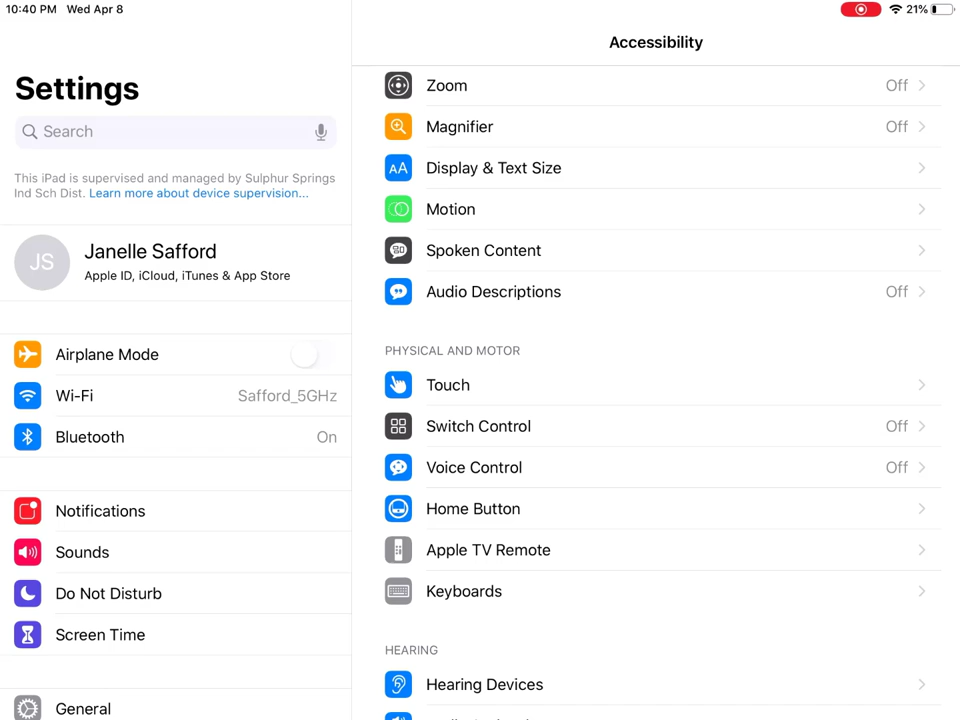 10:40 PM Wed Apr 8
21%
Settings
Search
This iPad is supervised and managed by Sulphur Springs
Ind Sch Dist. Learn more about device supervision...
JS
Janelle Safford
Apple ID, iCloud, iTunes & App Store
Airplane Mode
Wi-Fi Safford_5GHz
Bluetooth On
Notifications
Sounds
Do Not Disturb
Screen Time
General
Accessibility
Zoom Off
Magnifier Off
AA Display & Text Size
Motion
Spoken Content
Audio Descriptions Off
PHYSICAL AND MOTOR
Touch
Switch Control Off
Voice Control Off
Home Button
Apple TV Remote
Keyboards
HEARING
Hearing Devices